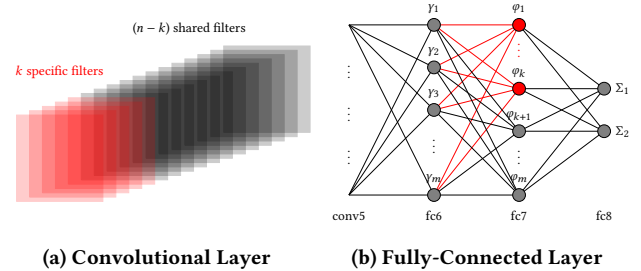 (n − k) shared filters
k specific filters
(a) Convolutional Layer
γ1
γ2
γ3
γm
φ1
φk
φk+1
φm
Σ1
Σ2
conv5
fc6
fc7
fc8
(b) Fully-Connected Layer